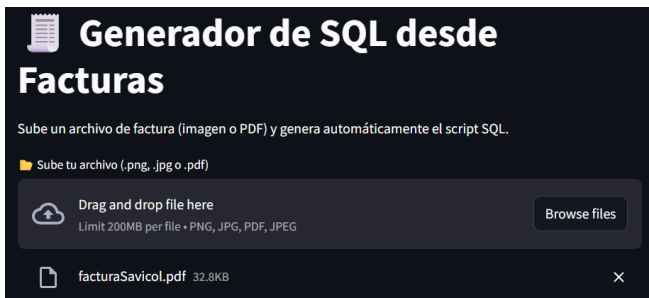 Generador de SQL desde
Facturas
Sube un archivo de factura (imagen o PDF) y genera automáticamente el script SQL.
Sube tu archivo (.png, .jpg o .pdf)
Drag and drop file here
Limit 200MB per file • PNG, JPG, PDF, JPEG
Browse files
facturaSavicol.pdf 32.8KB